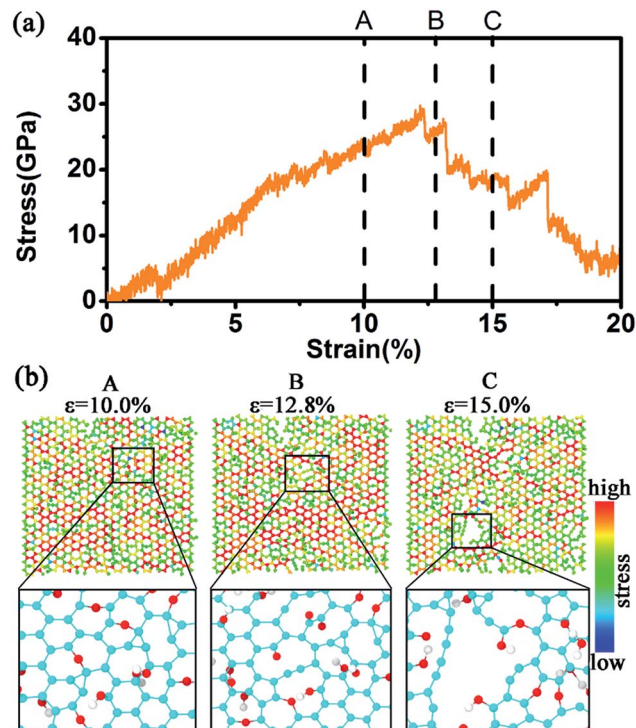 (a)
A B C
40
30
20
10
0
Stress(GPa)
0 5 10 15 20
Strain(%)
(b)
A B C
ε=10.0% ε=12.8% ε=15.0%
high
stress
low